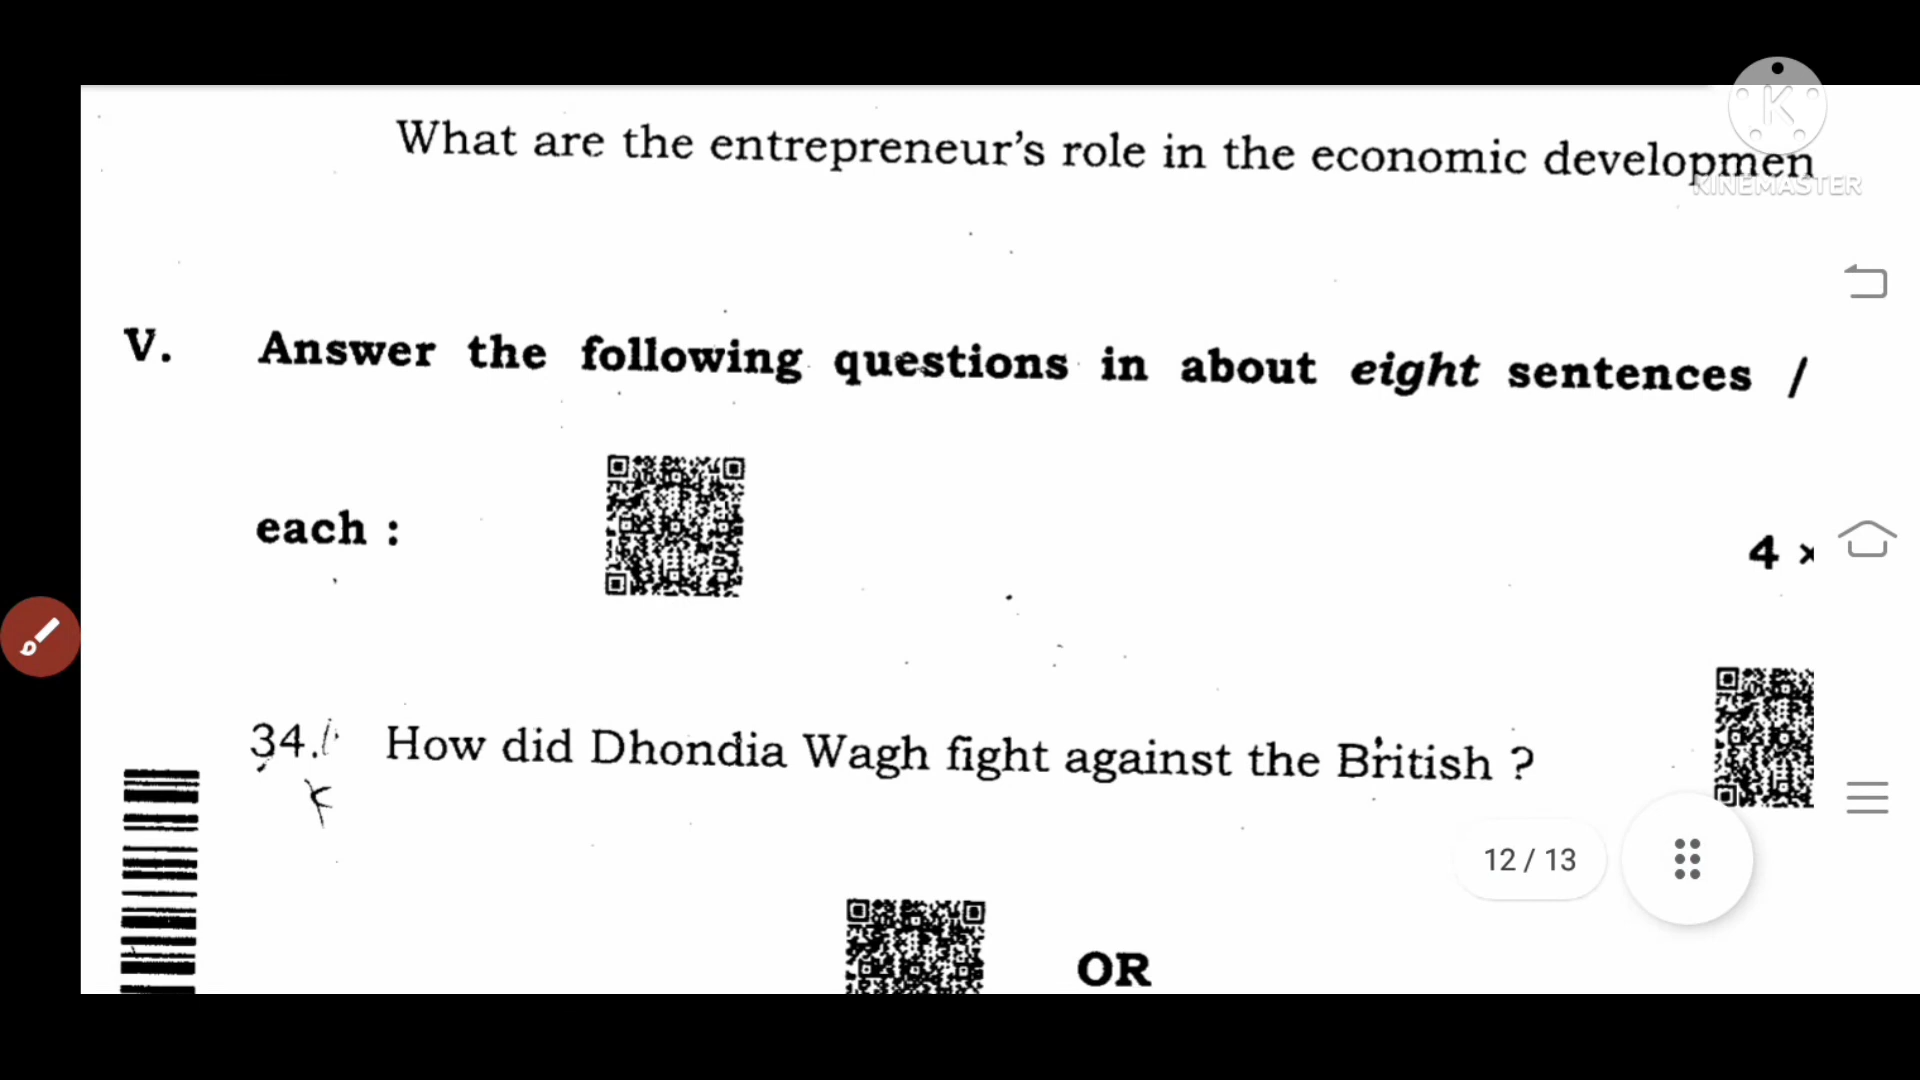 What are the entrepreneur's role in the economic developmen
K
KINEMASTER
V. Answer the following questions in about eight sentences /
each :
4 ×
34. How did Dhondia Wagh fight against the British ?
12 / 13
OR